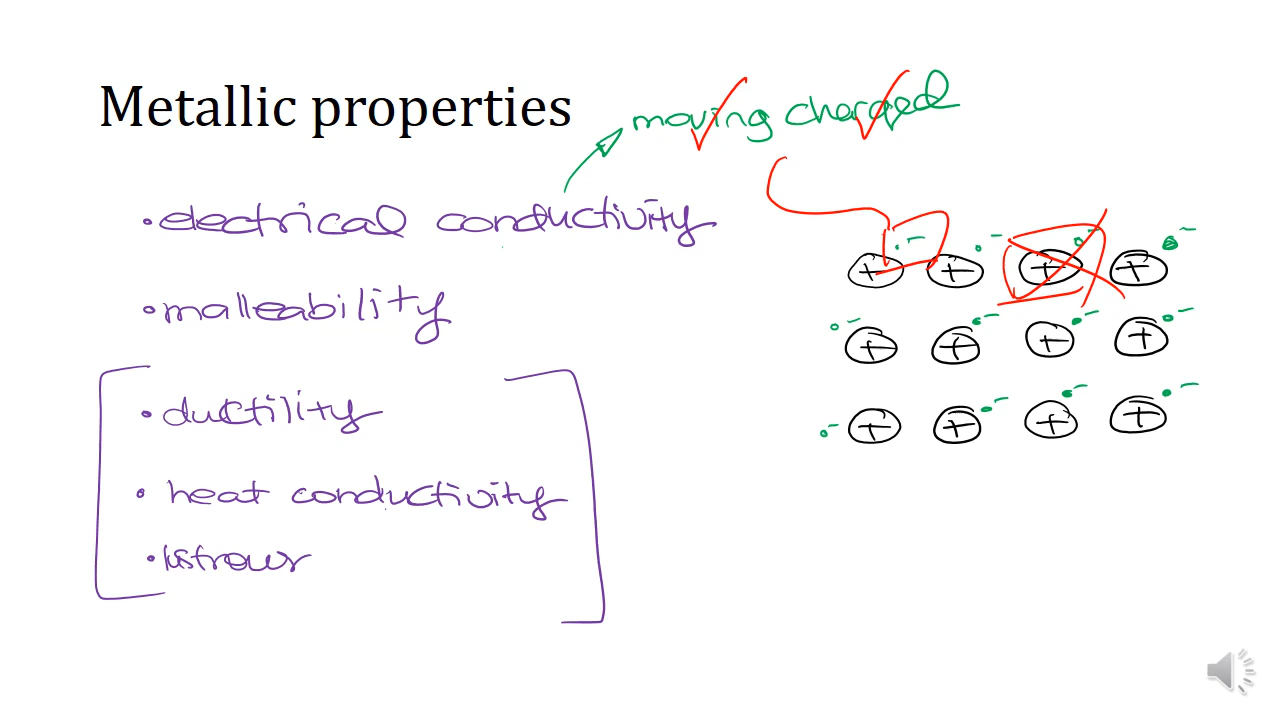 Metallic properties
moving charged
• electrical conductivity
• malleability
• ductility
• heat conductivity
• lustrous
+ - + - + - + -
- + + - + - + -
- + + - + - + -